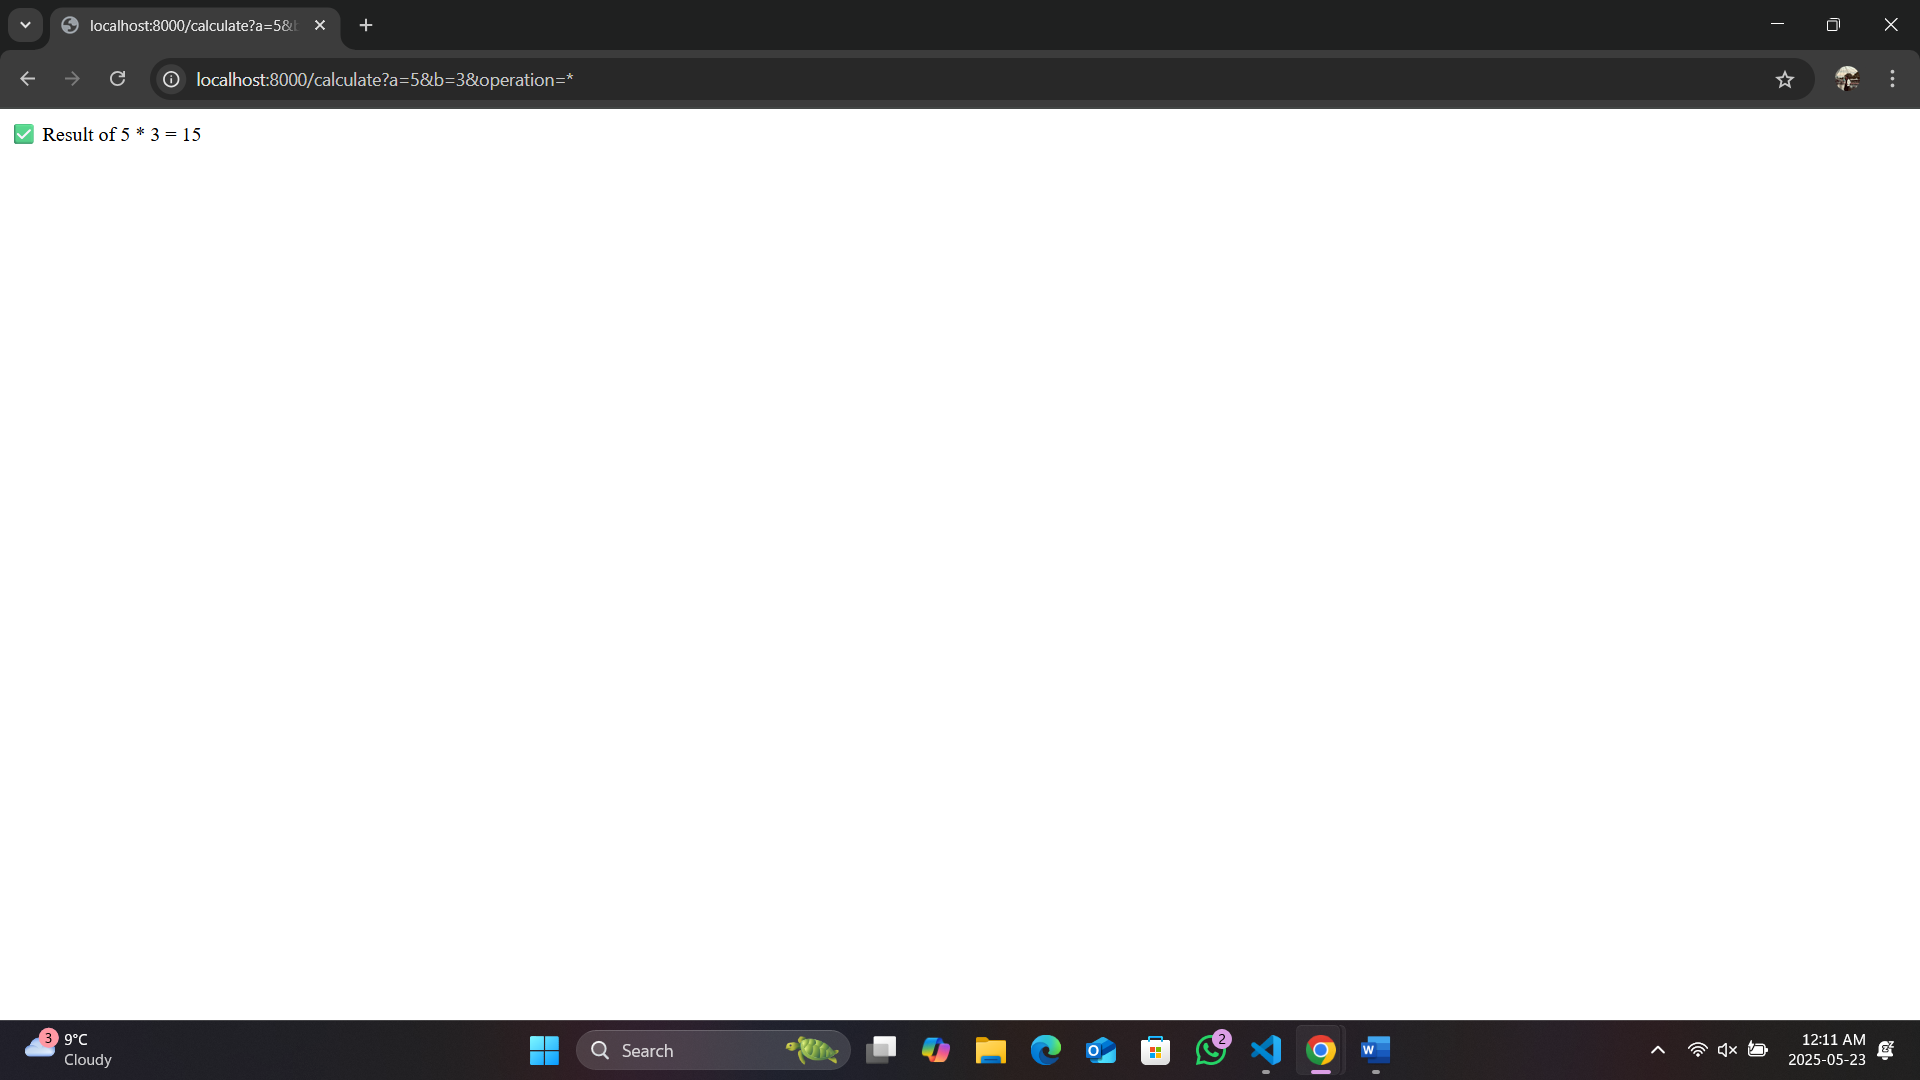 localhost:8000/calculate?a=5&b
localhost:8000/calculate?a=5&b=3&operation=*
✅ Result of 5 * 3 = 15
3
9°C
Cloudy
Search
2
12:11 AM
2025-05-23